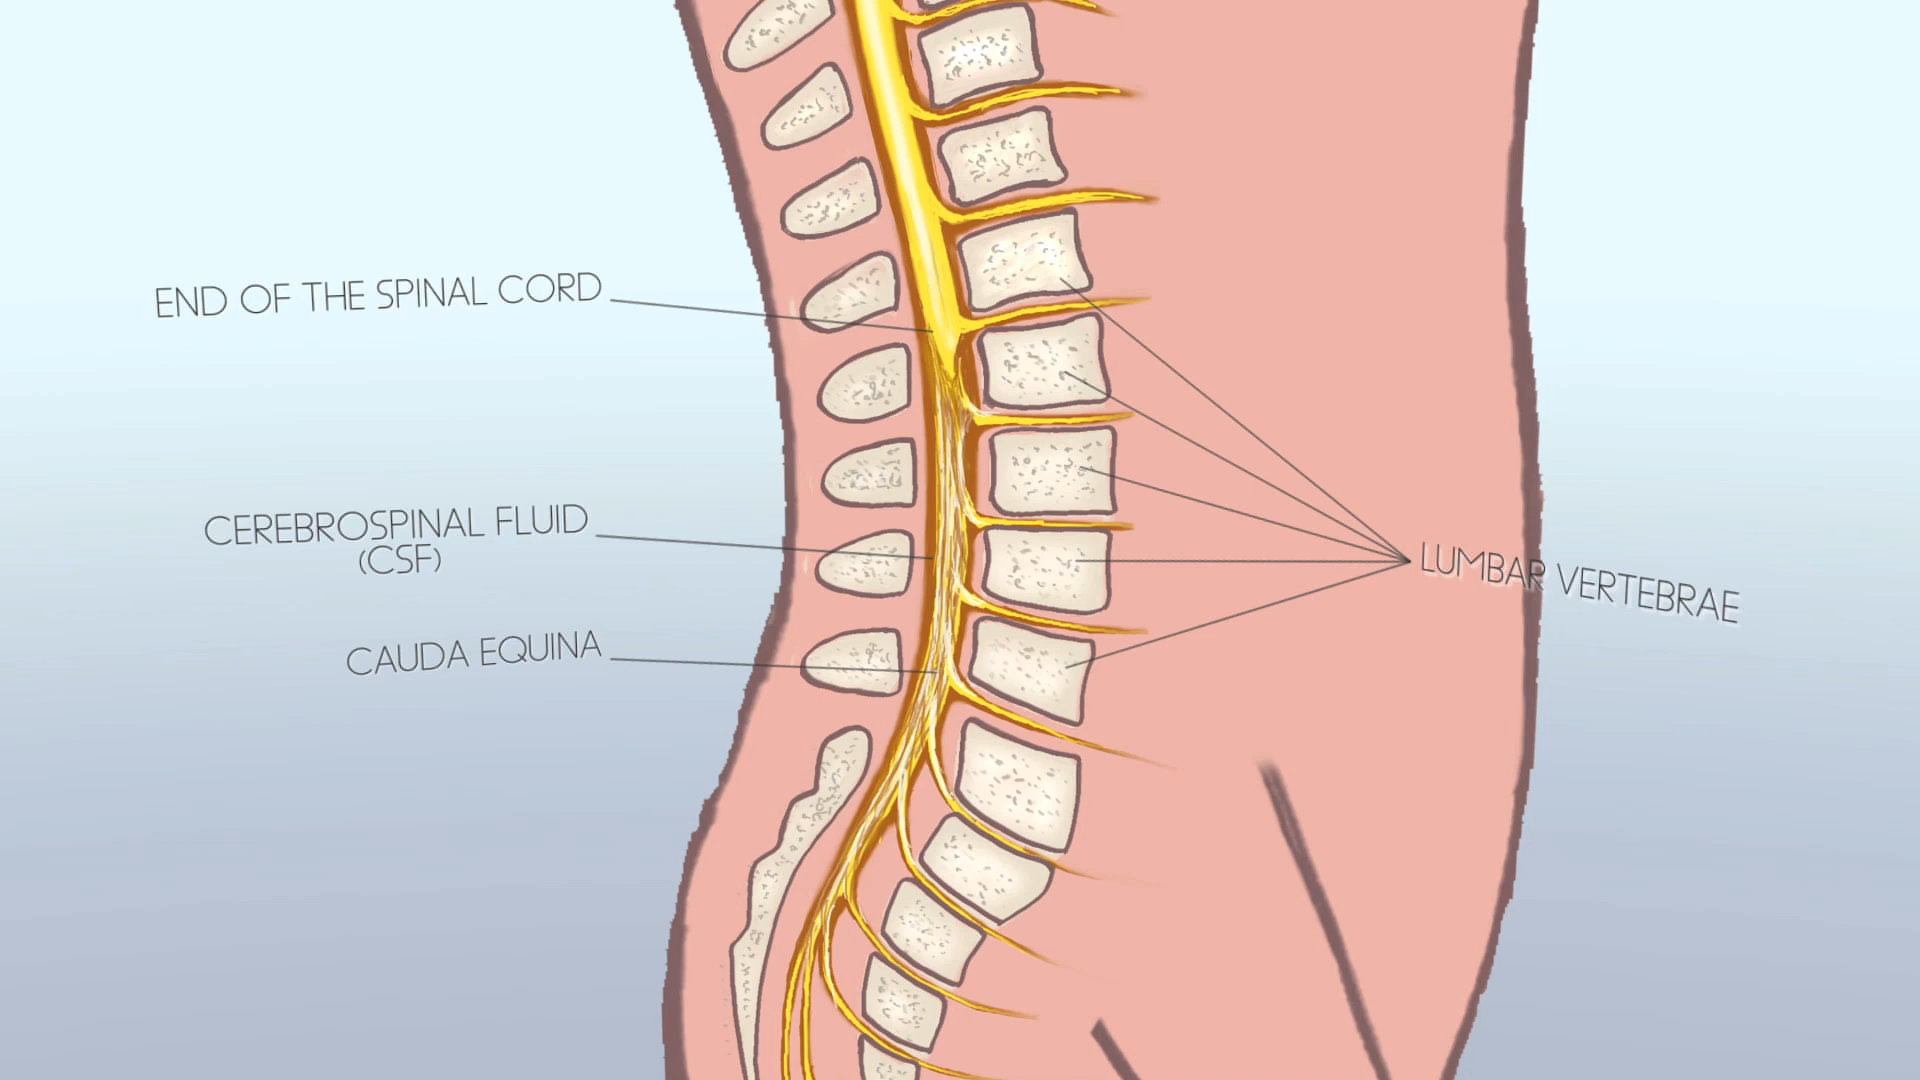 END OF THE SPINAL CORD
CEREBROSPINAL FLUID
(CSF)
CAUDA EQUINA
LUMBAR VERTEBRAE